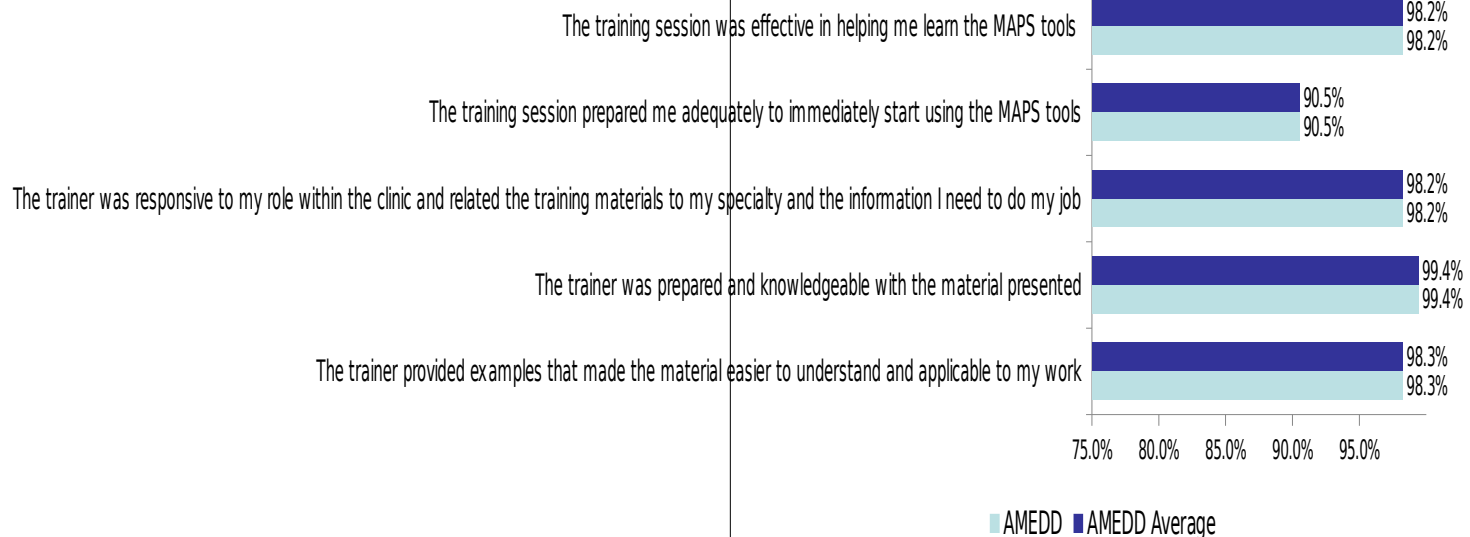 The training session was effective in helping me learn the MAPS tools
98.2%
98.2%
The training session prepared me adequately to immediately start using the MAPS tools
90.5%
90.5%
The trainer was responsive to my role within the clinic and related the training materials to my specialty and the information I need to do my job
98.2%
98.2%
The trainer was prepared and knowledgeable with the material presented
99.4%
99.4%
The trainer provided examples that made the material easier to understand and applicable to my work
98.3%
98.3%
75.0% 80.0% 85.0% 90.0% 95.0%
AMEDD AMEDD Average